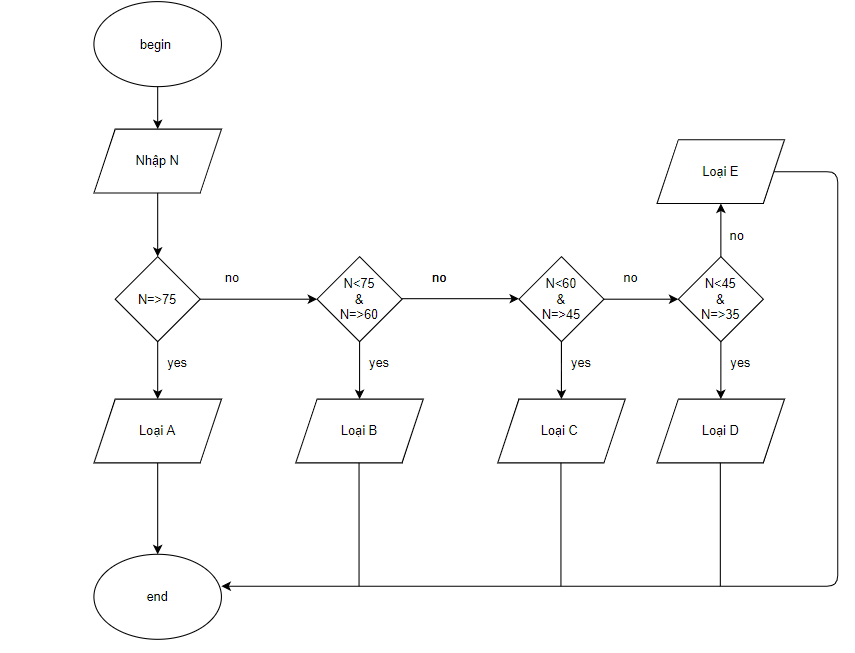 begin
Nhập N
Loại E
no
N=>75
no
N<75
&
N=>60
no
N<60
&
N=>45
no
N<45
&
N=>35
yes
yes
yes
yes
Loại A
Loại B
Loại C
Loại D
end